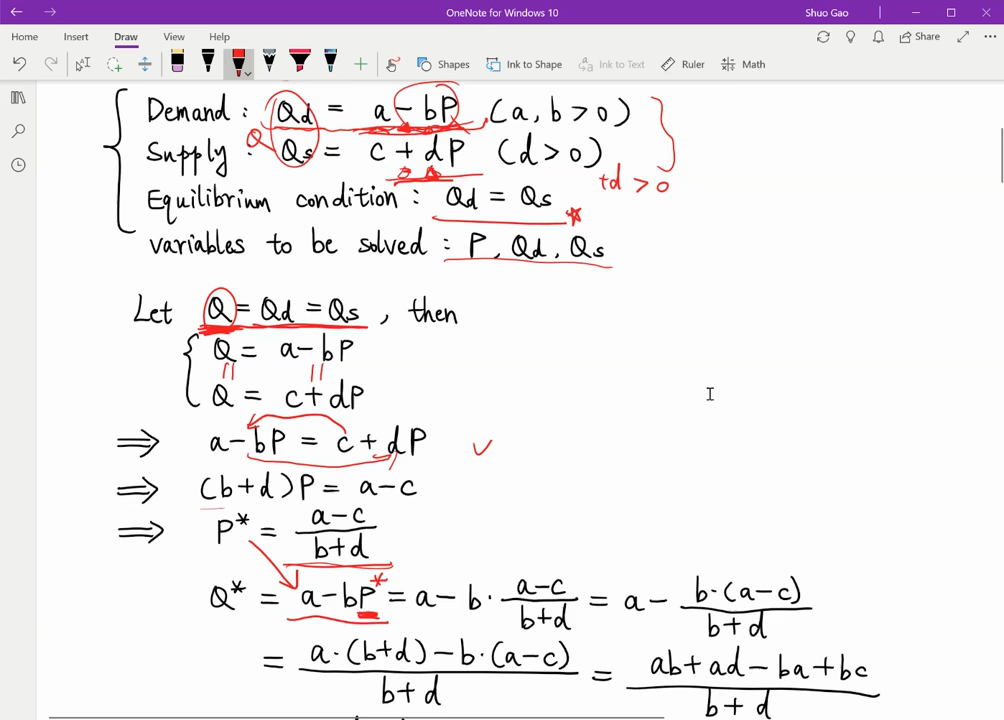 OneNote for Windows 10
Shuo Gao
Home Insert Draw View Help
Share
Shapes Ink to Shape Ink to Text Ruler Math
Demand : Qd = a - bP . (a, b > 0)
Q
Supply : Qs = c + dP (d > 0)
+d > 0
Equilibrium condition : Qd = Qs
variables to be solved : P, Qd, Qs
Let Q = Qd = Qs , then
Q = a - bP
Q = c + dP
⇒ a - bP = c + dP ✓
⇒ (b+d)P = a - c
⇒ P* = (a-c)/(b+d)
Q* = a - bP* = a - b · (a-c)/(b+d) = a - b·(a-c)/(b+d)
= (a·(b+d) - b·(a-c))/(b+d) = (ab + ad - ba + bc)/(b+d)